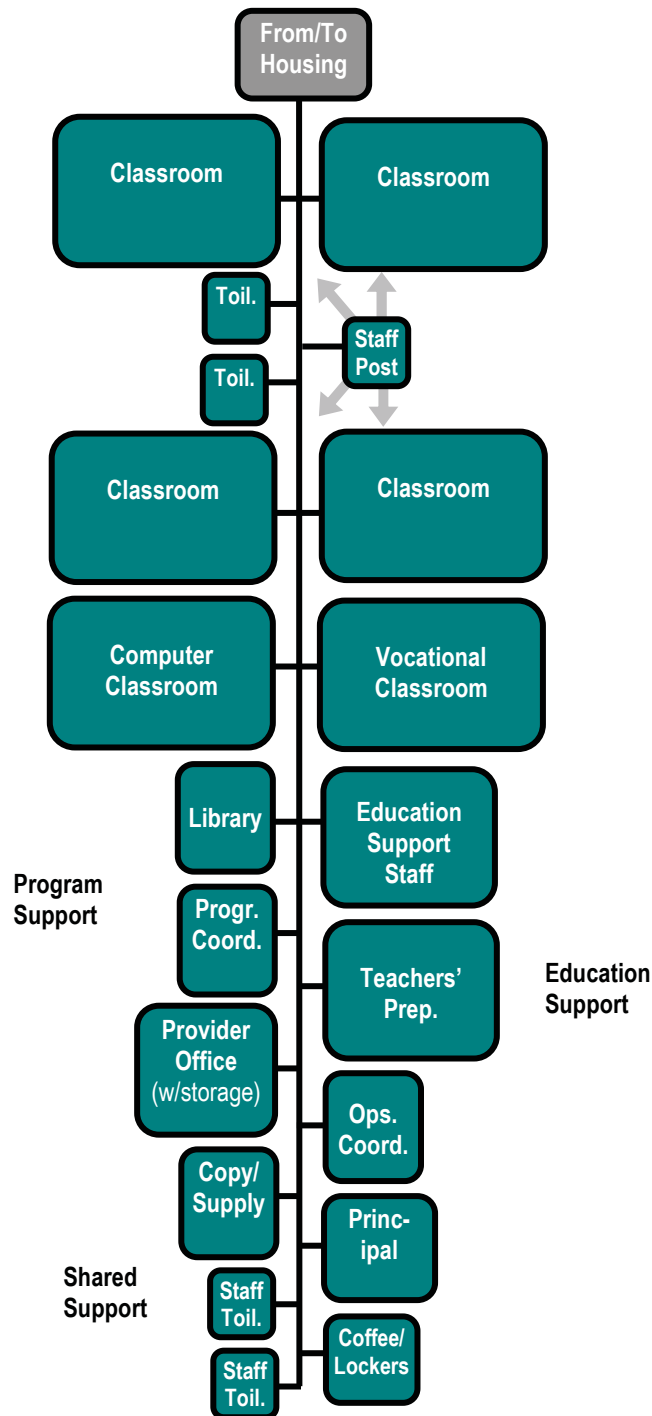 From/To
Housing
Classroom
Classroom
Toil.
Staff
Post
Toil.
Classroom
Classroom
Computer
Classroom
Vocational
Classroom
Library
Education
Support
Staff
Program
Support
Progr.
Coord.
Teachers’
Prep.
Education
Support
Provider
Office
(w/storage)
Ops.
Coord.
Copy/
Supply
Princ-
ipal
Shared
Support
Staff
Toil.
Coffee/
Lockers
Staff
Toil.